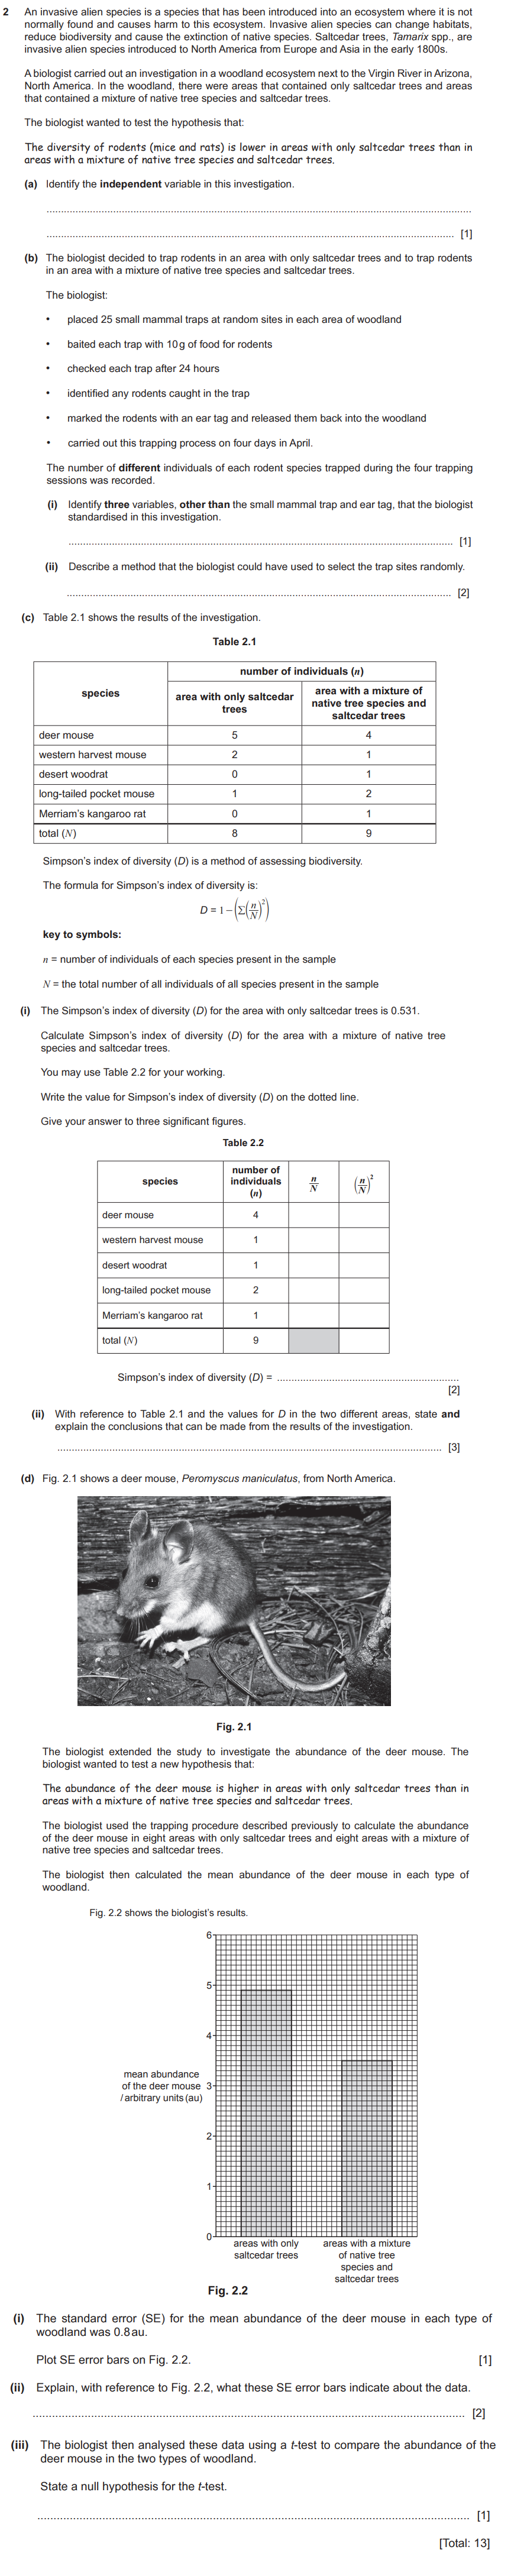 2 An invasive alien species is a species that has been introduced into an ecosystem where it is not
normally found and causes harm to this ecosystem. Invasive alien species can change habitats,
reduce biodiversity and cause the extinction of native species. Saltcedar trees, Tamarix spp., are
invasive alien species introduced to North America from Europe and Asia in the early 1800s.
A biologist carried out an investigation in a woodland ecosystem next to the Virgin River in Arizona,
North America. In the woodland, there were areas that contained only saltcedar trees and areas
that contained a mixture of native tree species and saltcedar trees.
The biologist wanted to test the hypothesis that:
The diversity of rodents (mice and rats) is lower in areas with only saltcedar trees than in
areas with a mixture of native tree species and saltcedar trees.
(a) Identify the independent variable in this investigation.
[1]
(b) The biologist decided to trap rodents in an area with only saltcedar trees and to trap rodents
in an area with a mixture of native tree species and saltcedar trees.
The biologist:
• placed 25 small mammal traps at random sites in each area of woodland
• baited each trap with 10g of food for rodents
• checked each trap after 24 hours
• identified any rodents caught in the trap
• marked the rodents with an ear tag and released them back into the woodland
• carried out this trapping process on four days in April.
The number of different individuals of each rodent species trapped during the four trapping
sessions was recorded.
(i) Identify three variables, other than the small mammal trap and ear tag, that the biologist
standardised in this investigation.
[1]
(ii) Describe a method that the biologist could have used to select the trap sites randomly.
[2]
(c) Table 2.1 shows the results of the investigation.
Table 2.1
number of individuals (n)
species
area with only saltcedar
trees
area with a mixture of
native tree species and
saltcedar trees
deer mouse 5 4
western harvest mouse 2 1
desert woodrat 0 1
long-tailed pocket mouse 1 2
Merriam's kangaroo rat 0 1
total (N) 8 9
Simpson's index of diversity (D) is a method of assessing biodiversity.
The formula for Simpson's index of diversity is:
D = 1 – (Σ(n/N)²)
key to symbols:
n = number of individuals of each species present in the sample
N = the total number of all individuals of all species present in the sample
(i) The Simpson's index of diversity (D) for the area with only saltcedar trees is 0.531.
Calculate Simpson's index of diversity (D) for the area with a mixture of native tree
species and saltcedar trees.
You may use Table 2.2 for your working.
Write the value for Simpson's index of diversity (D) on the dotted line.
Give your answer to three significant figures.
Table 2.2
species
number of
individuals
(n)
n/N
(n/N)²
deer mouse 4
western harvest mouse 1
desert woodrat 1
long-tailed pocket mouse 2
Merriam's kangaroo rat 1
total (N) 9
Simpson's index of diversity (D) =
[2]
(ii) With reference to Table 2.1 and the values for D in the two different areas, state and
explain the conclusions that can be made from the results of the investigation.
[3]
(d) Fig. 2.1 shows a deer mouse, Peromyscus maniculatus, from North America.
Fig. 2.1
The biologist extended the study to investigate the abundance of the deer mouse. The
biologist wanted to test a new hypothesis that:
The abundance of the deer mouse is higher in areas with only saltcedar trees than in
areas with a mixture of native tree species and saltcedar trees.
The biologist used the trapping procedure described previously to calculate the abundance
of the deer mouse in eight areas with only saltcedar trees and eight areas with a mixture of
native tree species and saltcedar trees.
The biologist then calculated the mean abundance of the deer mouse in each type of
woodland.
Fig. 2.2 shows the biologist's results.
6
5
4
mean abundance
of the deer mouse 3
/ arbitrary units (au)
2
1
0
areas with only
saltcedar trees
areas with a mixture
of native tree
species and
saltcedar trees
Fig. 2.2
(i) The standard error (SE) for the mean abundance of the deer mouse in each type of
woodland was 0.8au.
Plot SE error bars on Fig. 2.2. [1]
(ii) Explain, with reference to Fig. 2.2, what these SE error bars indicate about the data.
[2]
(iii) The biologist then analysed these data using a t-test to compare the abundance of the
deer mouse in the two types of woodland.
State a null hypothesis for the t-test.
[1]
[Total: 13]